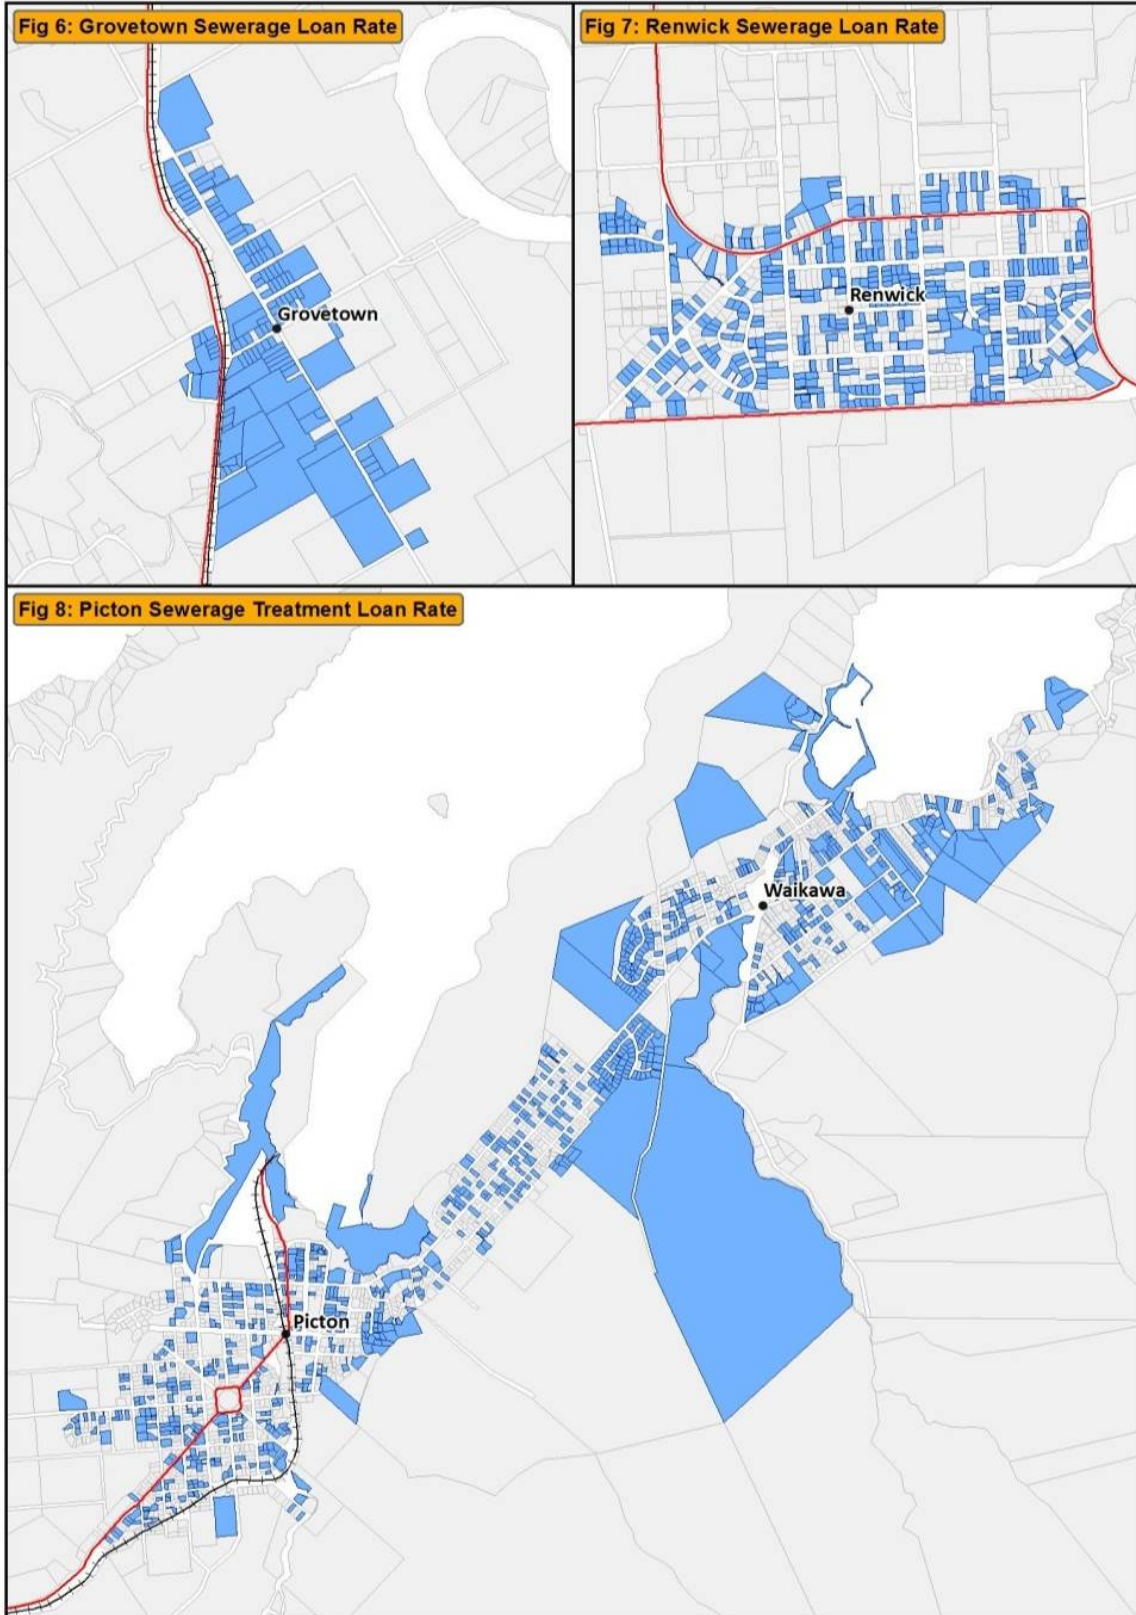 Fig 6: Grovetown Sewerage Loan Rate
Fig 7: Renwick Sewerage Loan Rate
Grovetown
Renwick
Fig 8: Picton Sewerage Treatment Loan Rate
Waikawa
Picton